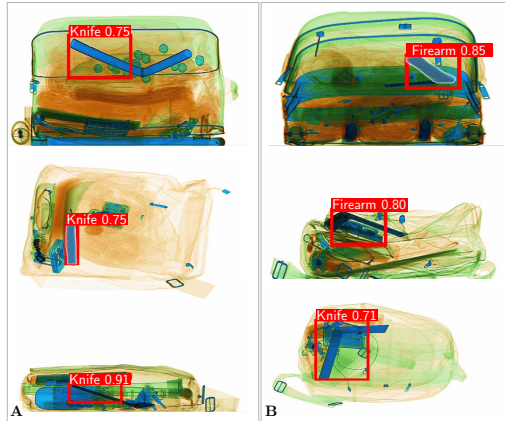 Knife 0.75
Firearm 0.85
Knife 0.75
Firearm 0.80
Knife 0.71
Knife 0.91
A
B